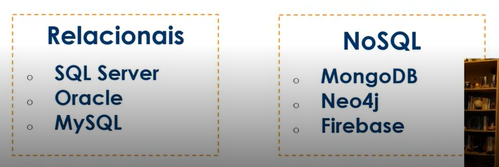 Relacionais
SQL Server
Oracle
MySQL
NoSQL
MongoDB
Neo4j
Firebase